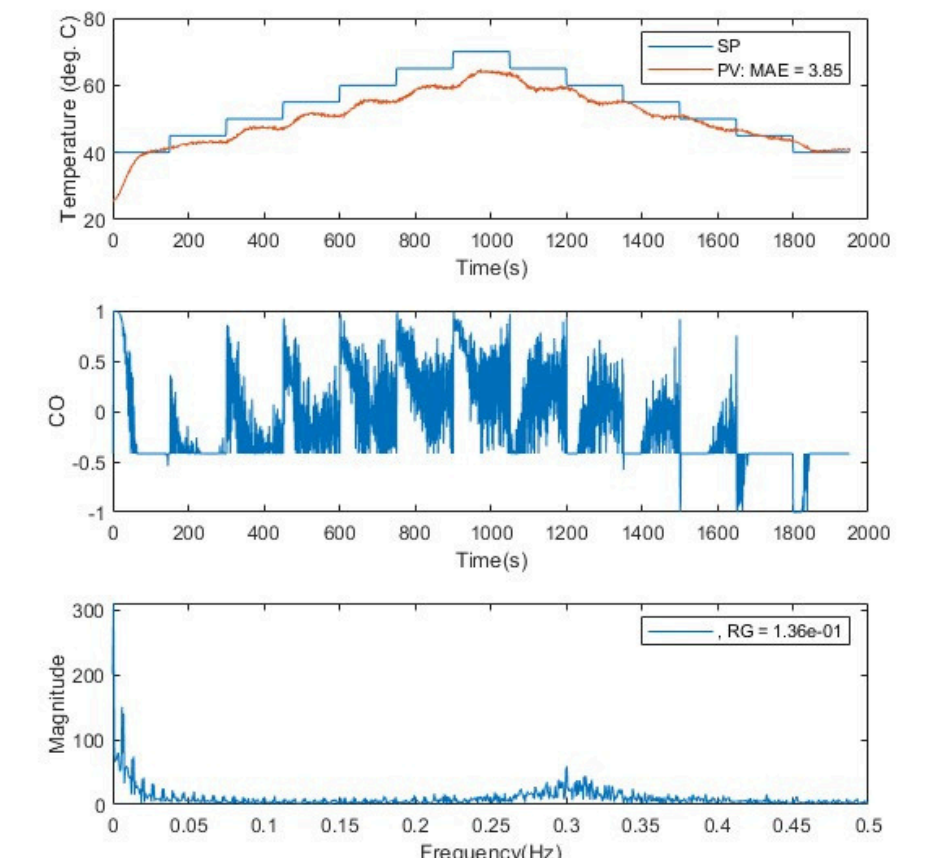 80
60
40
20
Temperature (deg. C)
SP
PV: MAE = 3.85
0 200 400 600 800 1000 1200 1400 1600 1800 2000
Time(s)
1
0.5
0
-0.5
-1
CO
0 200 400 600 800 1000 1200 1400 1600 1800 2000
Time(s)
300
200
100
0
Magnitude
, RG = 1.36e-01
0 0.05 0.1 0.15 0.2 0.25 0.3 0.35 0.4 0.45 0.5
Frequency(Hz)